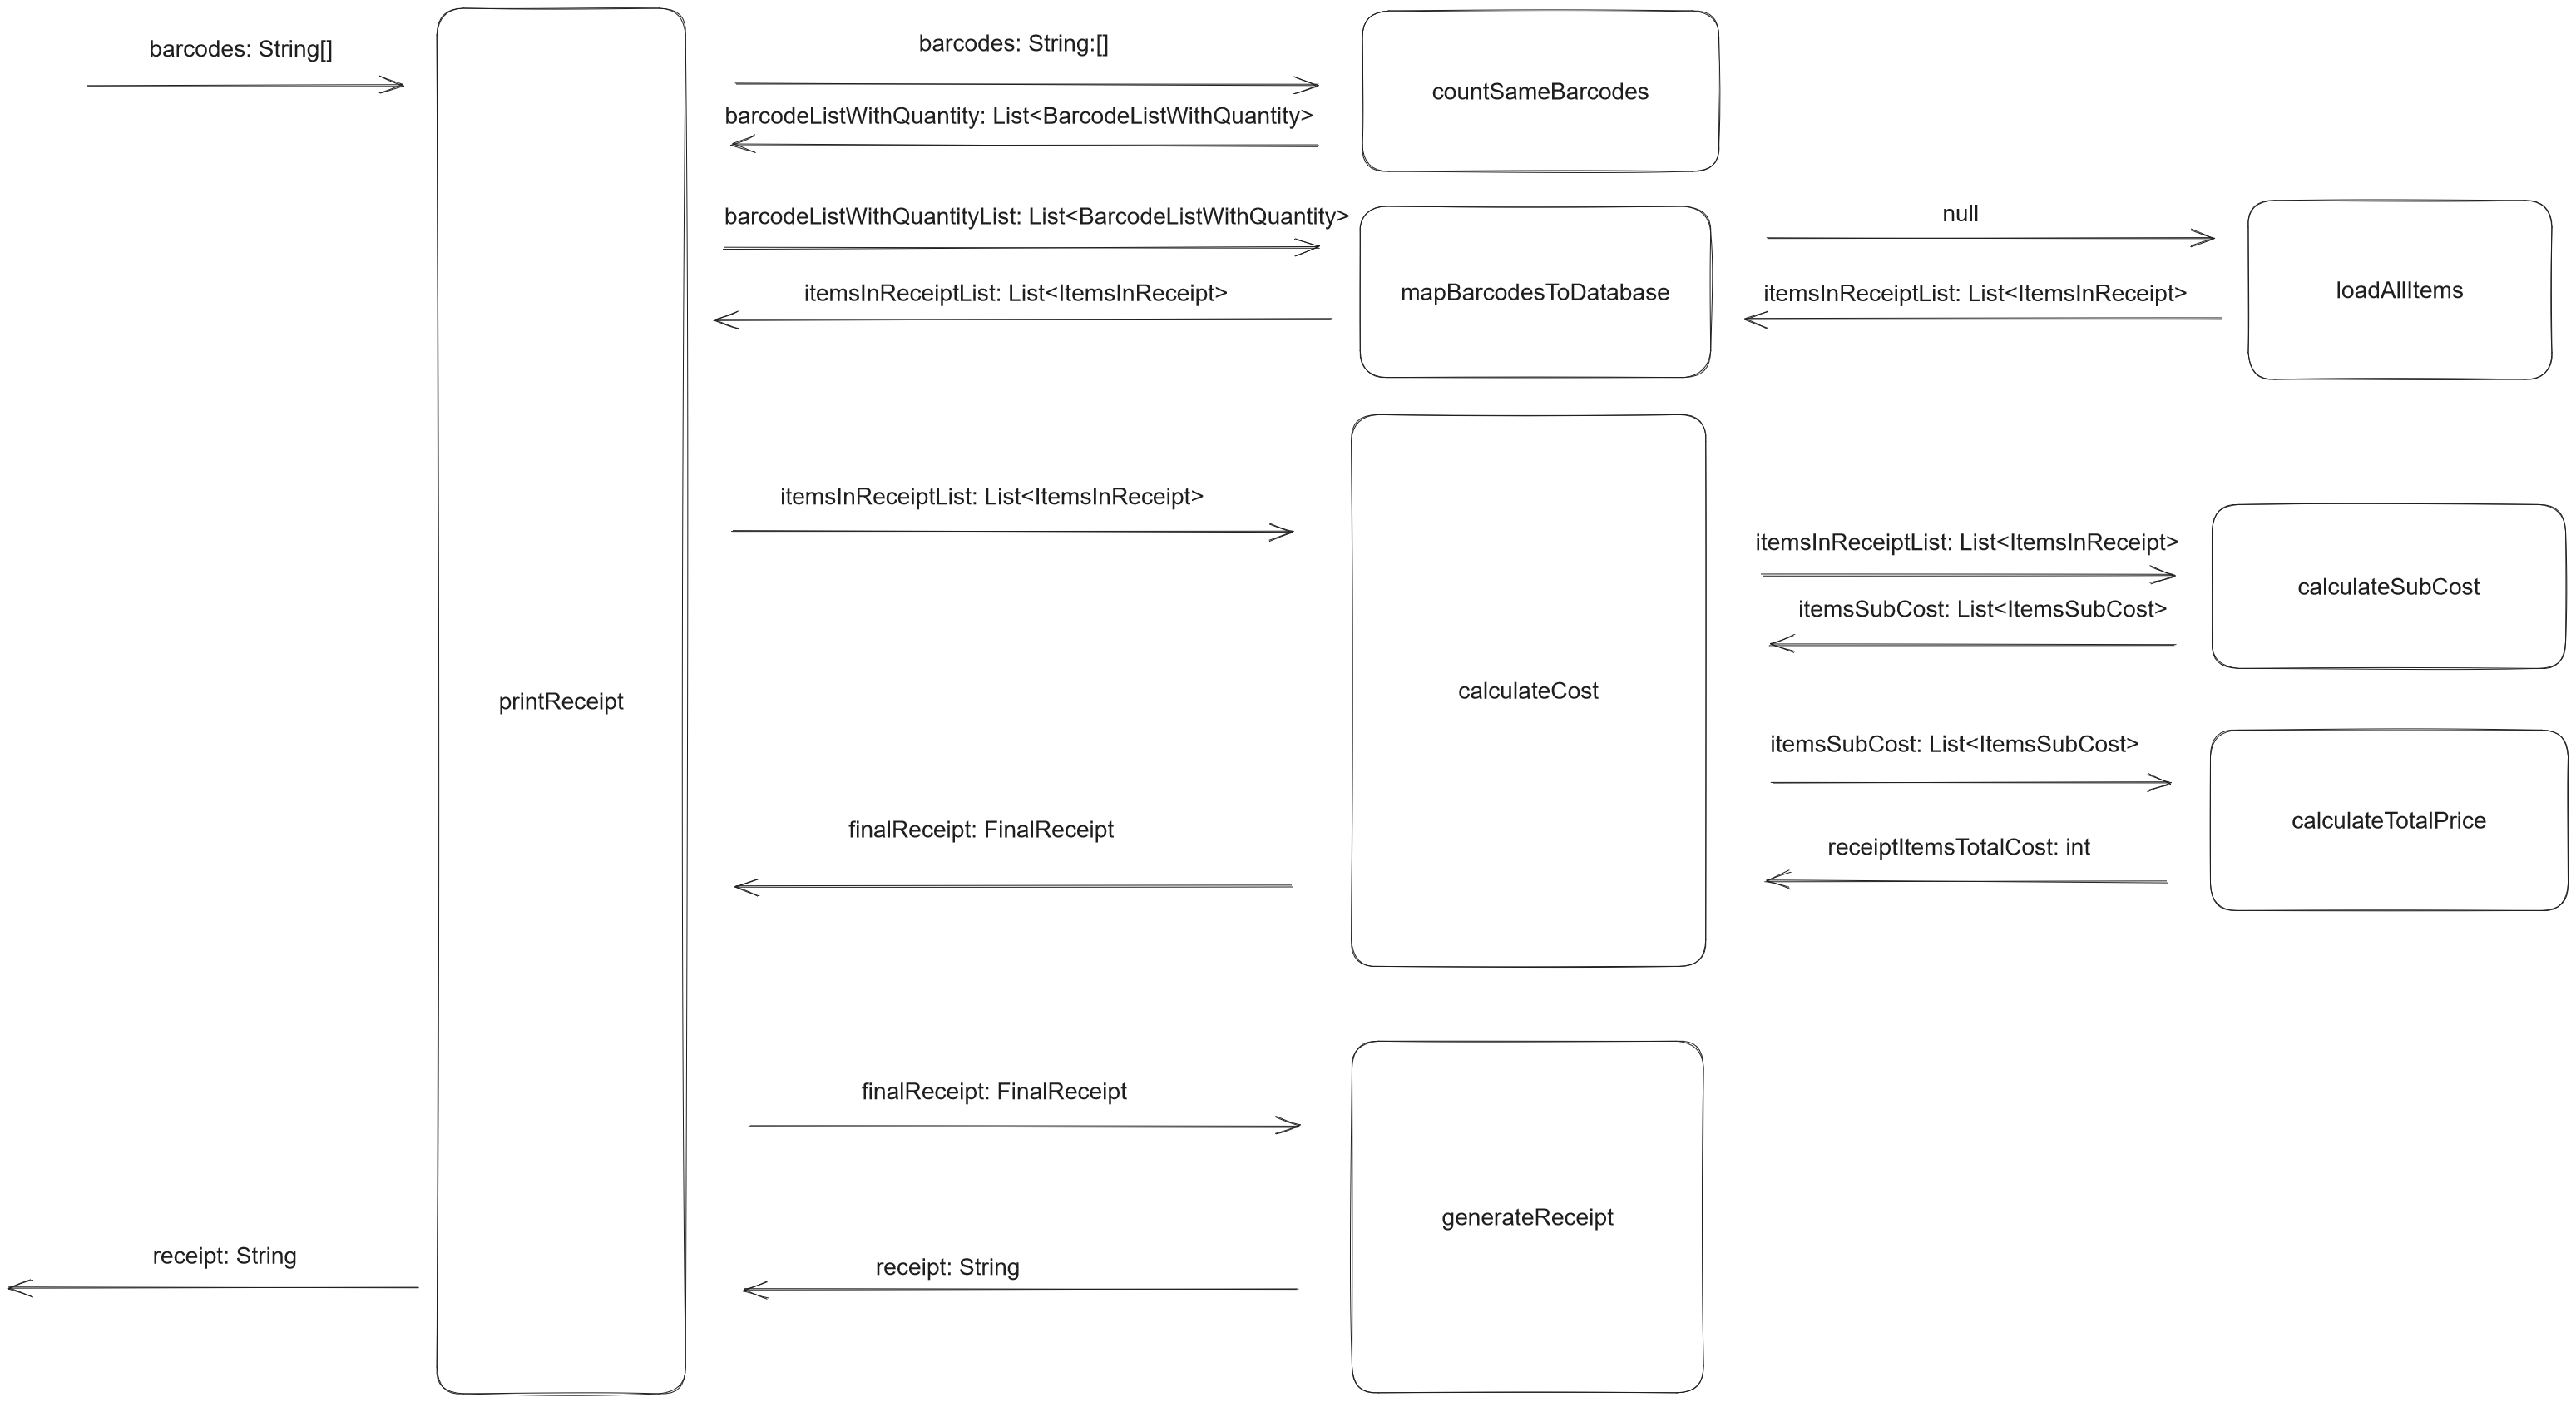 barcodes: String[]
barcodes: String:[]
countSameBarcodes
barcodeListWithQuantity: List<BarcodeListWithQuantity>
barcodeListWithQuantityList: List<BarcodeListWithQuantity>
null
mapBarcodesToDatabase
loadAllItems
itemsInReceiptList: List<ItemsInReceipt>
itemsInReceiptList: List<ItemsInReceipt>
itemsInReceiptList: List<ItemsInReceipt>
itemsInReceiptList: List<ItemsInReceipt>
calculateSubCost
itemsSubCost: List<ItemsSubCost>
printReceipt
calculateCost
itemsSubCost: List<ItemsSubCost>
calculateTotalPrice
finalReceipt: FinalReceipt
receiptItemsTotalCost: int
finalReceipt: FinalReceipt
generateReceipt
receipt: String
receipt: String